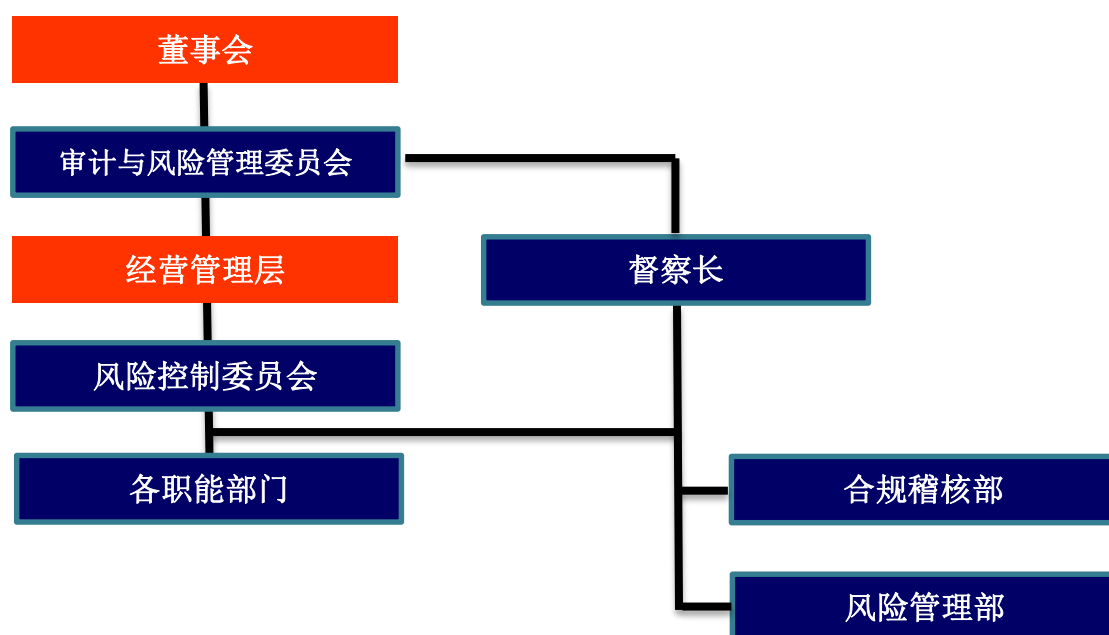 董事会
审计与风险管理委员会
经营管理层
督察长
风险控制委员会
各职能部门
合规稽核部
风险管理部